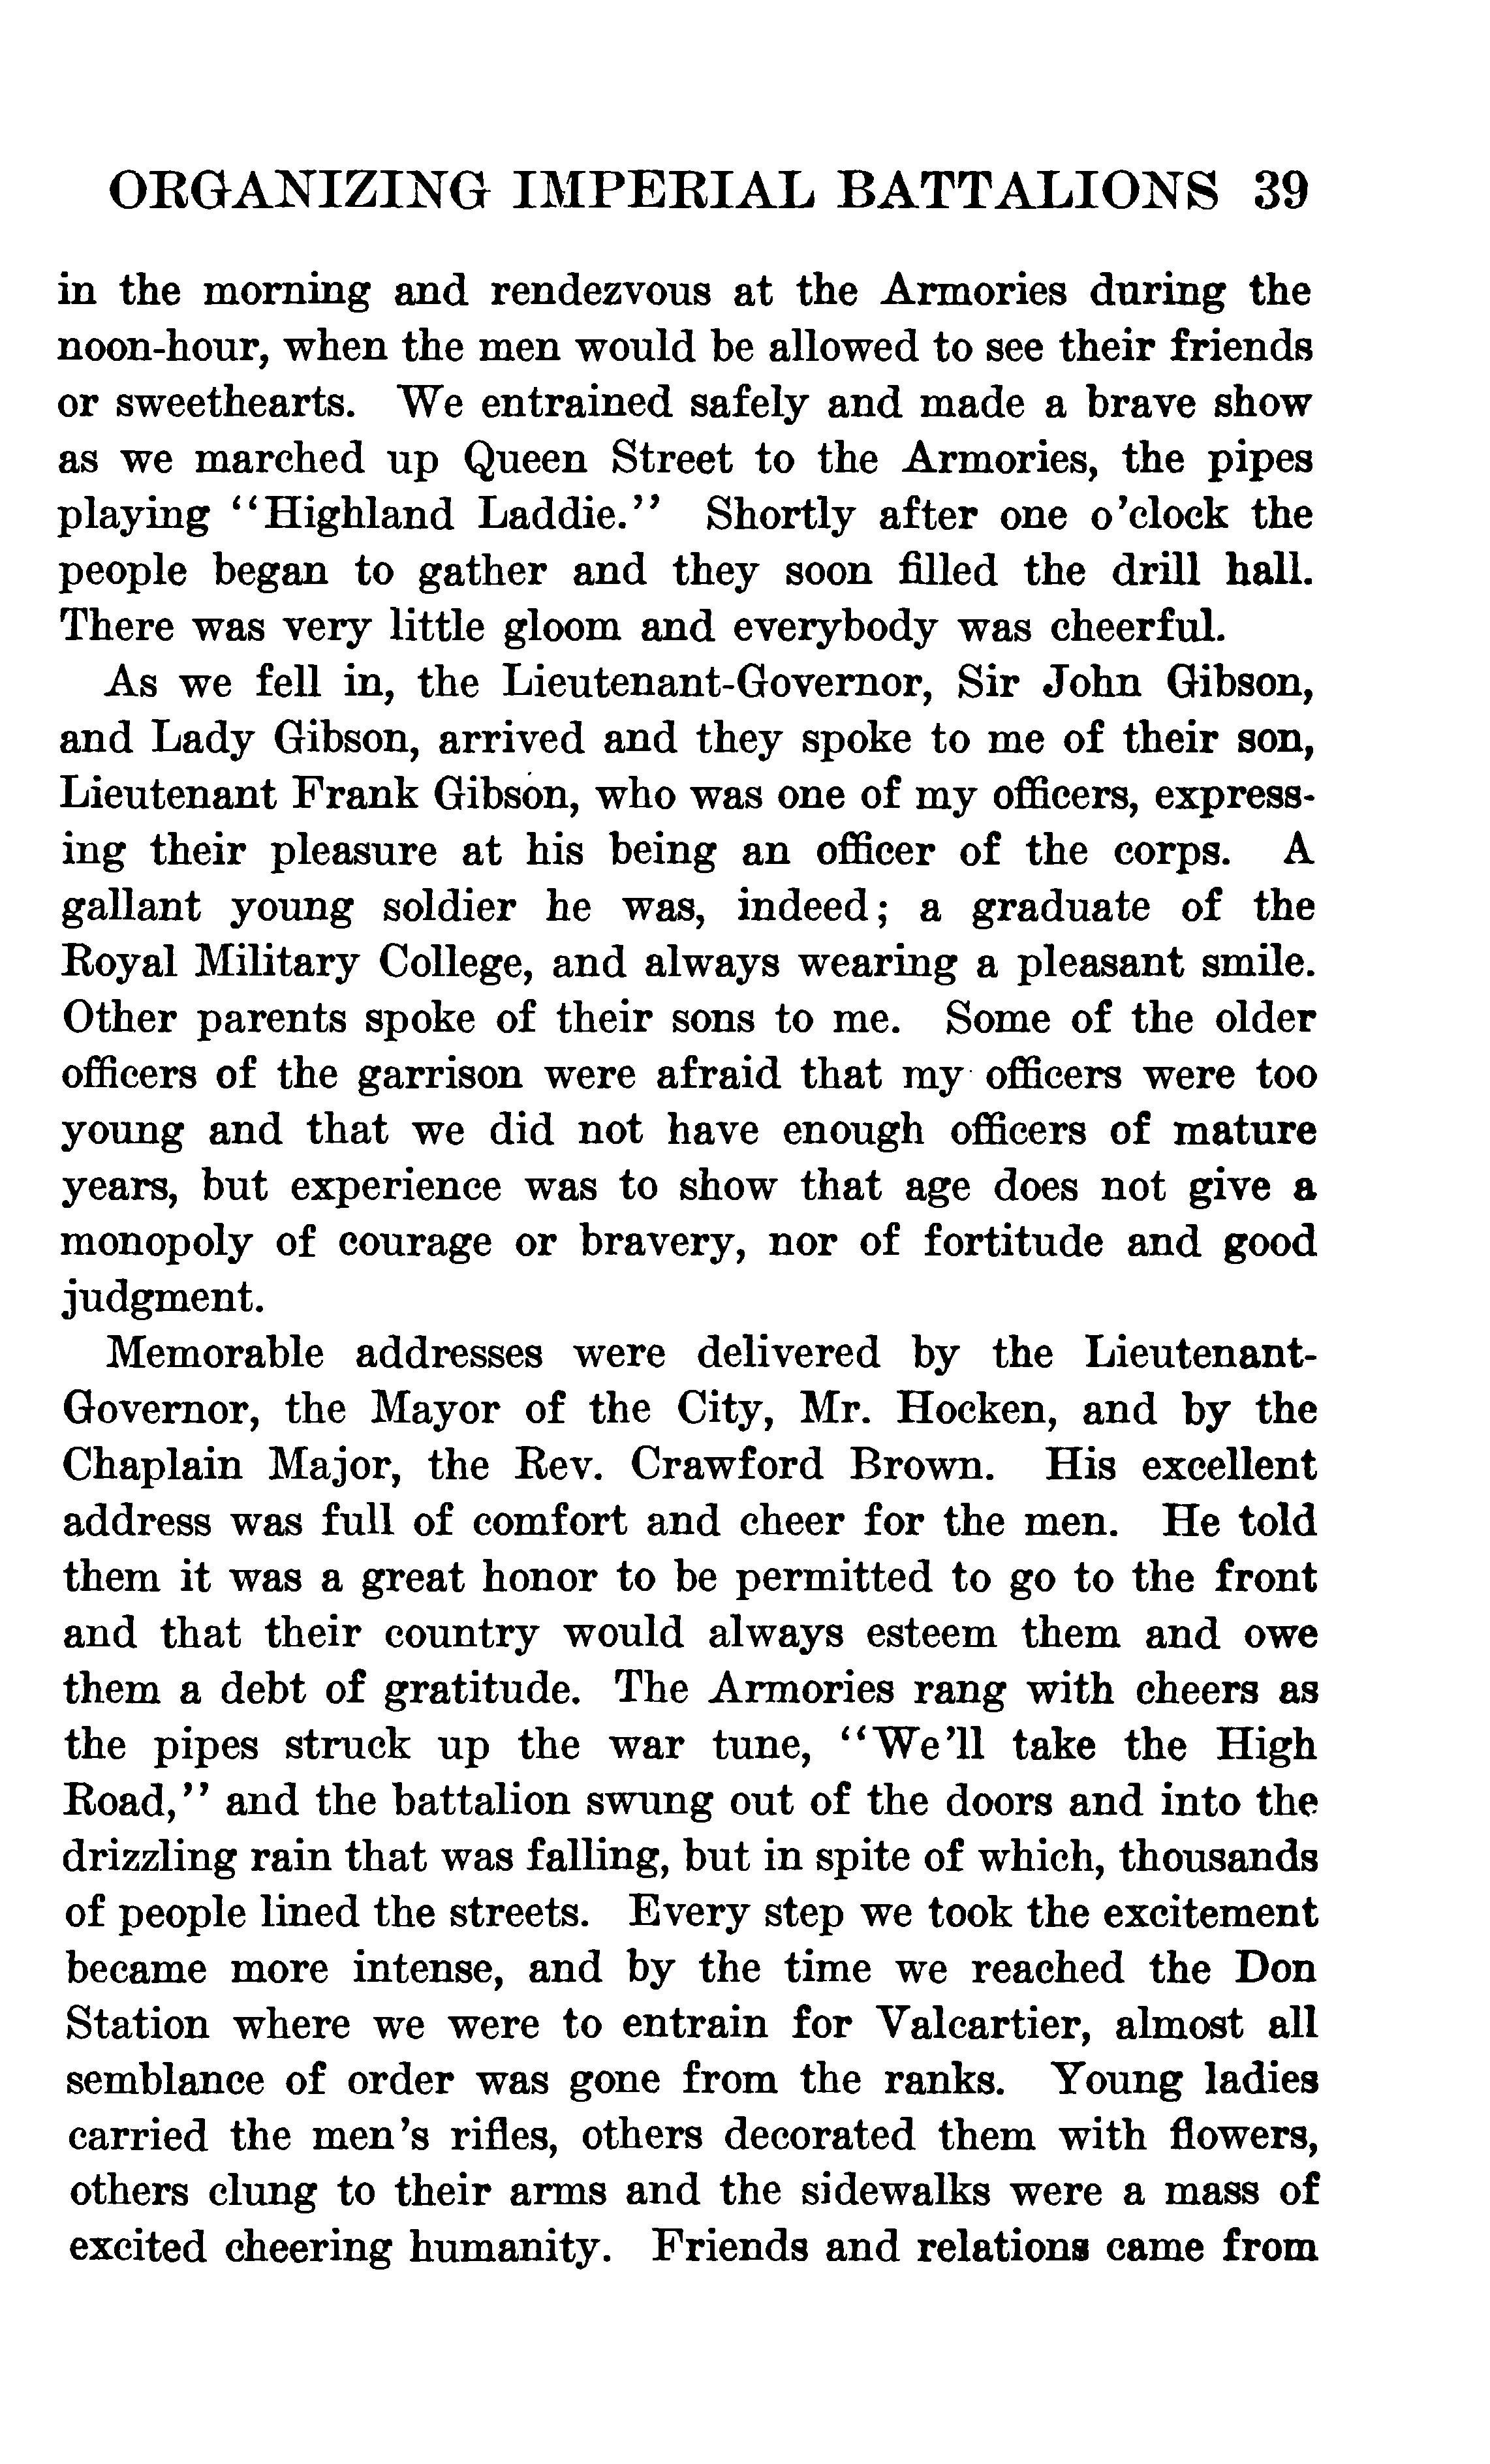 ORGANIZING IMPERIAL BATTALIONS 39
in the morning and rendezvous at the Armories during the
noon-hour, when the men would be allowed to see their friends
or sweethearts. We entrained safely and made a brave show
as we marched up Queen Street to the Armories, the pipes
playing "Highland Laddie." Shortly after one o'clock the
people began to gather and they soon filled the drill hall.
There was very little gloom and everybody was cheerful.
As we fell in, the Lieutenant-Governor, Sir John Gibson,
and Lady Gibson, arrived and they spoke to me of their son,
Lieutenant Frank Gibson, who was one of my officers, express-
ing their pleasure at his being an officer of the corps. A
gallant young soldier he was, indeed; a graduate of the
Royal Military College, and always wearing a pleasant smile.
Other parents spoke of their sons to me. Some of the older
officers of the garrison were afraid that my officers were too
young and that we did not have enough officers of mature
years, but experience was to show that age does not give a
monopoly of courage or bravery, nor of fortitude and good
judgment.
Memorable addresses were delivered by the Lieutenant-
Governor, the Mayor of the City, Mr. Hocken, and by the
Chaplain Major, the Rev. Crawford Brown. His excellent
address was full of comfort and cheer for the men. He told
them it was a great honor to be permitted to go to the front
and that their country would always esteem them and owe
them a debt of gratitude. The Armories rang with cheers as
the pipes struck up the war tune, "We'll take the High
Road," and the battalion swung out of the doors and into the
drizzling rain that was falling, but in spite of which, thousands
of people lined the streets. Every step we took the excitement
became more intense, and by the time we reached the Don
Station where we were to entrain for Valcartier, almost all
semblance of order was gone from the ranks. Young ladies
carried the men's rifles, others decorated them with flowers,
others clung to their arms and the sidewalks were a mass of
excited cheering humanity. Friends and relations came from